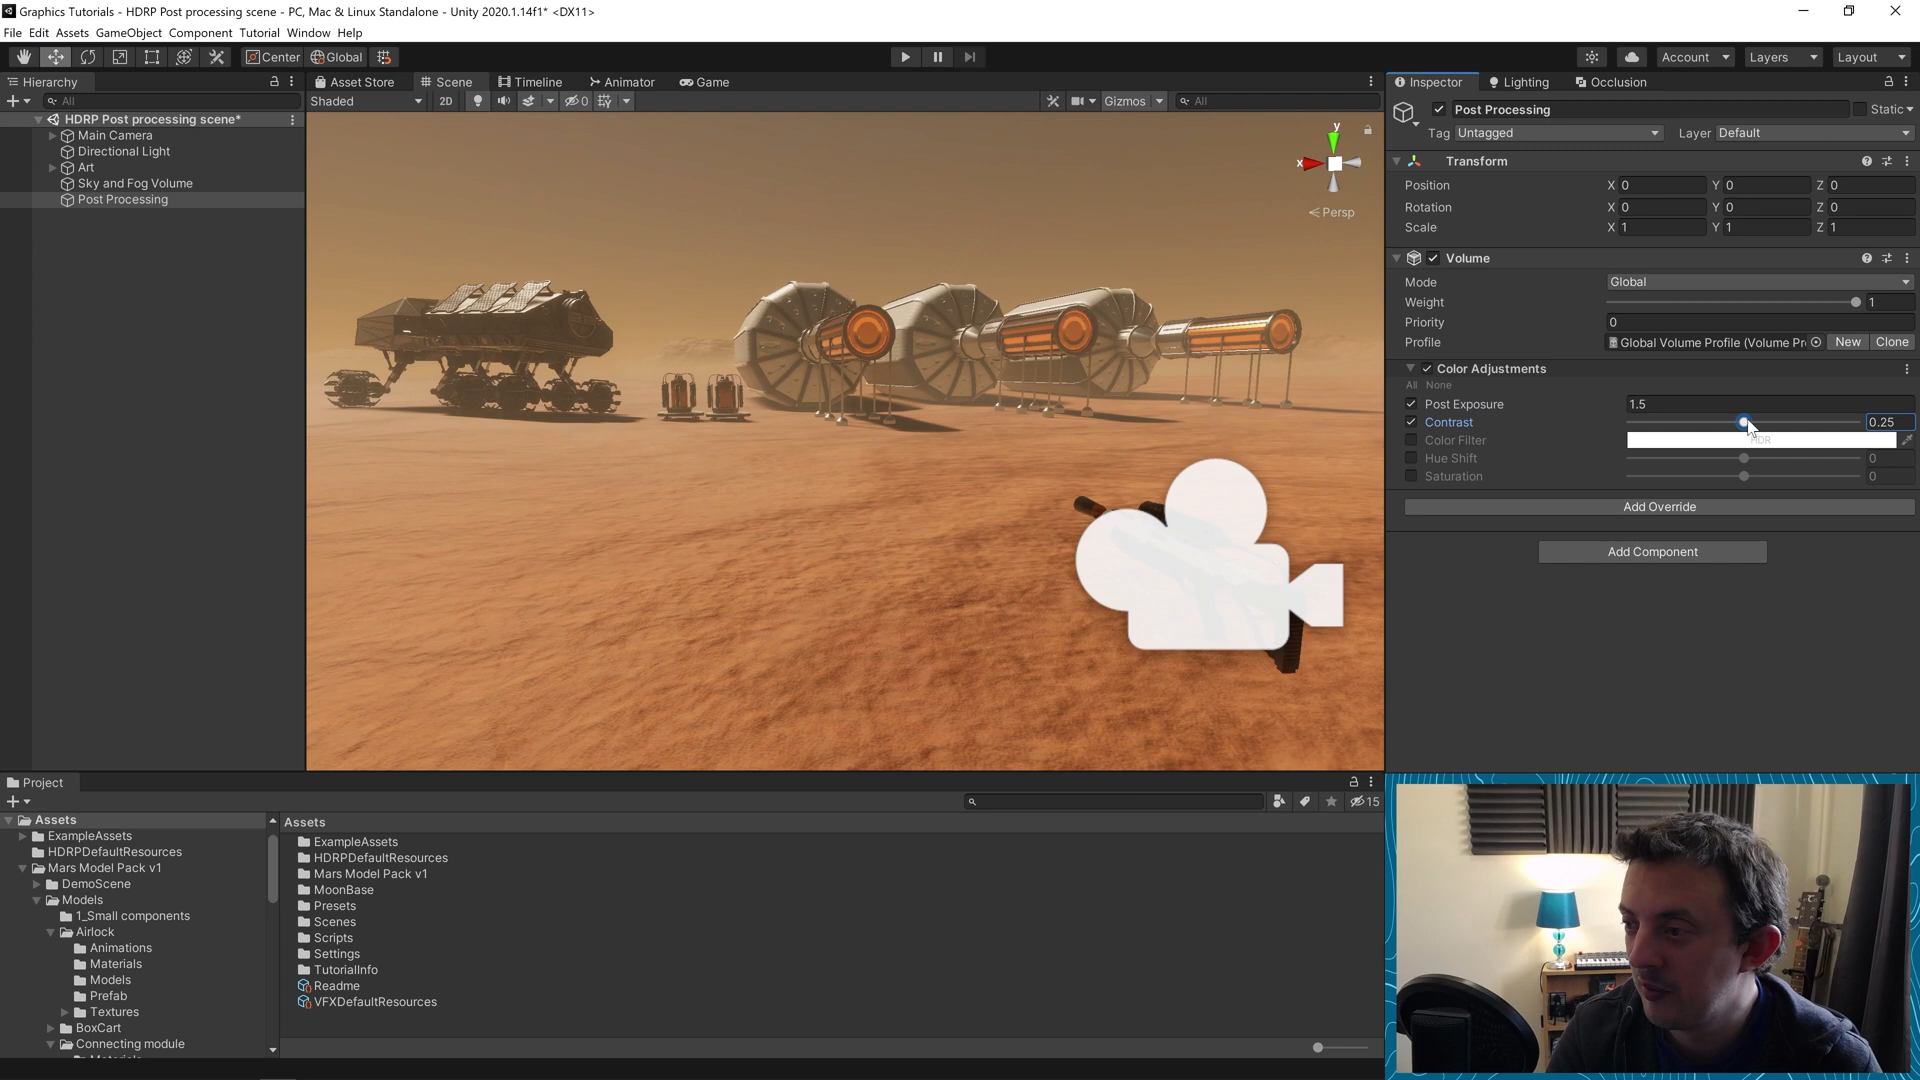 Graphics Tutorials - HDRP Post processing scene - PC, Mac & Linux Standalone - Unity 2020.1.14f1* <DX11>
File Edit Assets GameObject Component Tutorial Window Help
Center Global Account Layers Layout
Hierarchy
All
HDRP Post processing scene*
Main Camera
Directional Light
Art
Sky and Fog Volume
Post Processing
Asset Store Scene Timeline Animator Game
Shaded 2D 0 Gizmos All
y
x
Persp
Inspector Lighting Occlusion
Post Processing Static
Tag Untagged Layer Default
Transform
Position X 0 Y 0 Z 0
Rotation X 0 Y 0 Z 0
Scale X 1 Y 1 Z 1
Volume
Mode Global
Weight 1
Priority 0
Profile Global Volume Profile (Volume Pr New Clone
Color Adjustments
All None
Post Exposure 1.5
Contrast 0.25
Color Filter HDR
Hue Shift 0
Saturation 0
Add Override
Add Component
Project
15
Assets
ExampleAssets
HDRPDefaultResources
Mars Model Pack v1
DemoScene
Models
1_Small components
Airlock
Animations
Materials
Models
Prefab
Textures
BoxCart
Connecting module
Assets
ExampleAssets
HDRPDefaultResources
Mars Model Pack v1
MoonBase
Presets
Scenes
Scripts
Settings
TutorialInfo
Readme
VFXDefaultResources